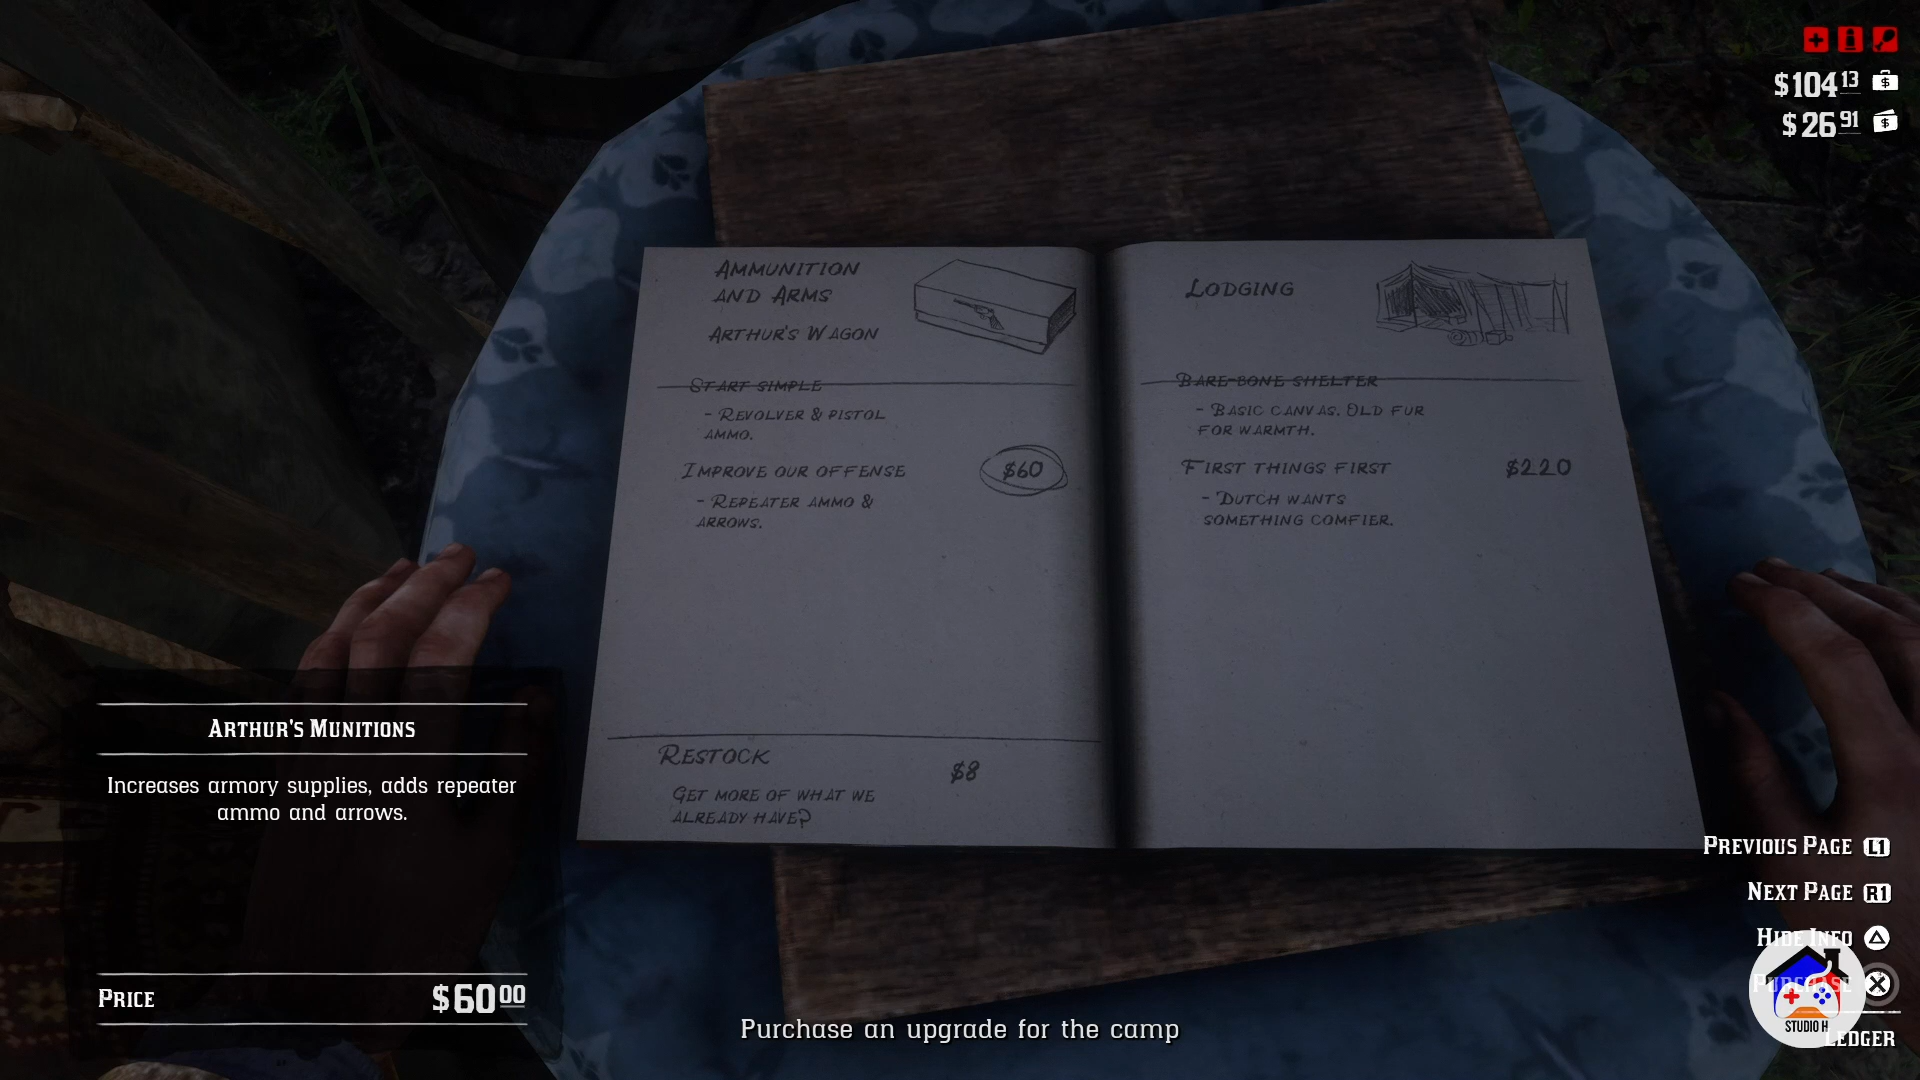 $104 13
$26 91
AMMUNITION
AND ARMS
ARTHUR'S WAGON
START SIMPLE
- REVOLVER & PISTOL
AMMO.
IMPROVE OUR OFFENSE $60
- REPEATER AMMO &
ARROWS.
RESTOCK $8
GET MORE OF WHAT WE
ALREADY HAVE?
LODGING
BARE-BONE SHELTER
- BASIC CANVAS. OLD FUR
FOR WARMTH.
FIRST THINGS FIRST $220
- DUTCH WANTS
SOMETHING COMFIER.
ARTHUR'S MUNITIONS
Increases armory supplies, adds repeater
ammo and arrows.
PRICE $60 00
Purchase an upgrade for the camp
PREVIOUS PAGE L1
NEXT PAGE R1
HIDE INFO
PURCHASE
STUDIO H
LEDGER